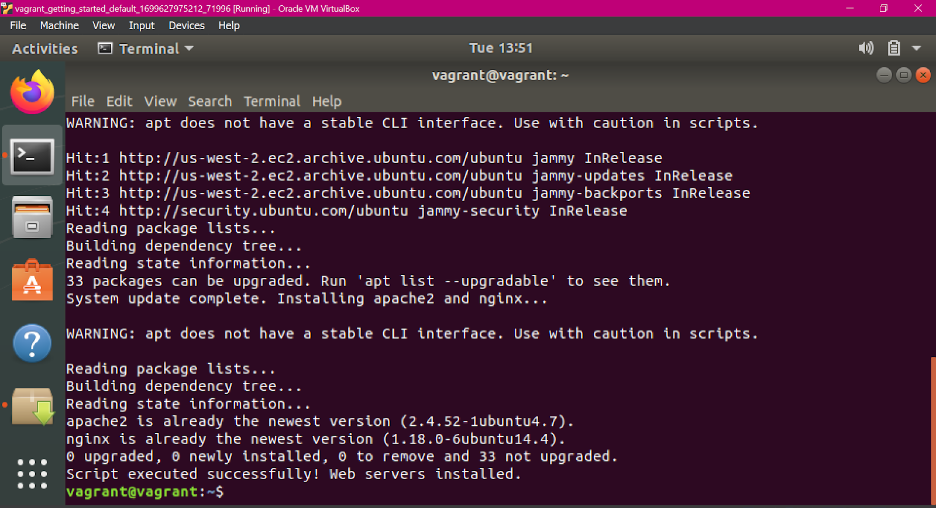 vagrant_getting_started_default_1699627975212_71996 [Running] - Oracle VM VirtualBox
File Machine View Input Devices Help
Activities Terminal Tue 13:51
vagrant@vagrant: ~
File Edit View Search Terminal Help
WARNING: apt does not have a stable CLI interface. Use with caution in scripts.
Hit:1 http://us-west-2.ec2.archive.ubuntu.com/ubuntu jammy InRelease
Hit:2 http://us-west-2.ec2.archive.ubuntu.com/ubuntu jammy-updates InRelease
Hit:3 http://us-west-2.ec2.archive.ubuntu.com/ubuntu jammy-backports InRelease
Hit:4 http://security.ubuntu.com/ubuntu jammy-security InRelease
Reading package lists...
Building dependency tree...
Reading state information...
33 packages can be upgraded. Run 'apt list --upgradable' to see them.
System update complete. Installing apache2 and nginx...
WARNING: apt does not have a stable CLI interface. Use with caution in scripts.
Reading package lists...
Building dependency tree...
Reading state information...
apache2 is already the newest version (2.4.52-1ubuntu4.7).
nginx is already the newest version (1.18.0-6ubuntu14.4).
0 upgraded, 0 newly installed, 0 to remove and 33 not upgraded.
Script executed successfully! Web servers installed.
vagrant@vagrant:~$